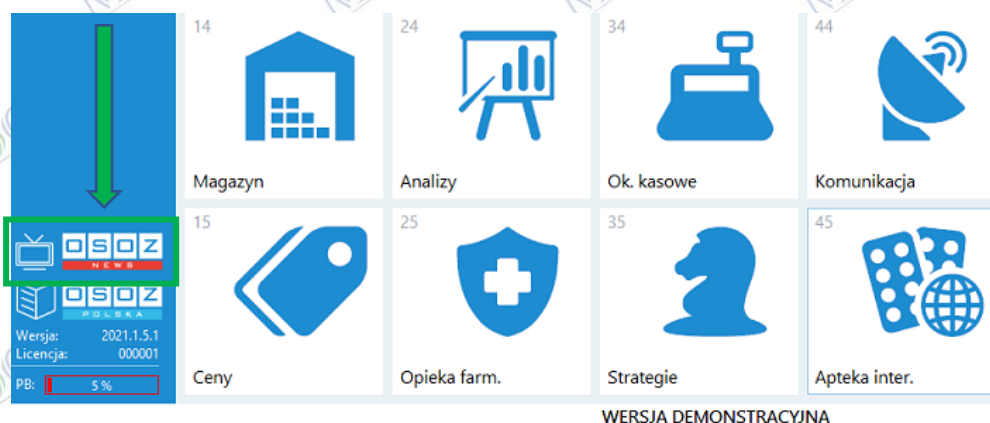 14
24
34
44
Magazyn
Analizy
Ok. kasowe
Komunikacja
15
25
35
45
OSOZ
NEWS
OSOZ
POLSKA
Wersja: 2021.1.5.1
Licencja: 000001
PB: 5 %
Ceny
Opieka farm.
Strategie
Apteka inter.
WERSJA DEMONSTRACYJNA